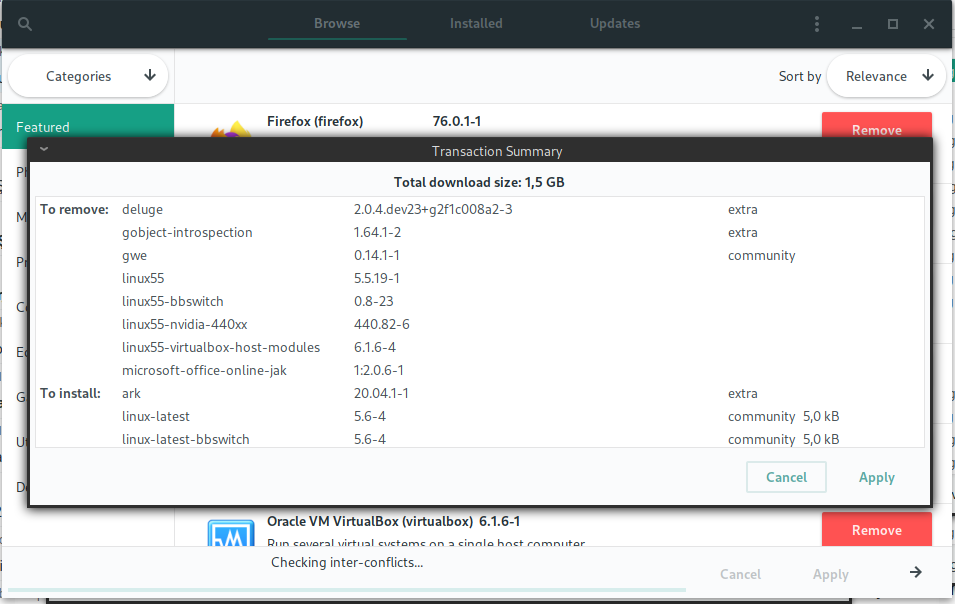 Browse Installed Updates
Categories Sort by Relevance
Featured
Firefox (firefox) 76.0.1-1 Remove
Transaction Summary
Total download size: 1,5 GB
To remove: deluge 2.0.4.dev23+g2f1c008a2-3 extra
gobject-introspection 1.64.1-2 extra
gwe 0.14.1-1 community
linux55 5.5.19-1
linux55-bbswitch 0.8-23
linux55-nvidia-440xx 440.82-6
linux55-virtualbox-host-modules 6.1.6-4
microsoft-office-online-jak 1:2.0.6-1
To install: ark 20.04.1-1 extra
linux-latest 5.6-4 community 5,0 kB
linux-latest-bbswitch 5.6-4 community 5,0 kB
Cancel Apply
Oracle VM VirtualBox (virtualbox) 6.1.6-1 Remove
Run several virtual systems on a single host computer
Checking inter-conflicts...
Cancel Apply